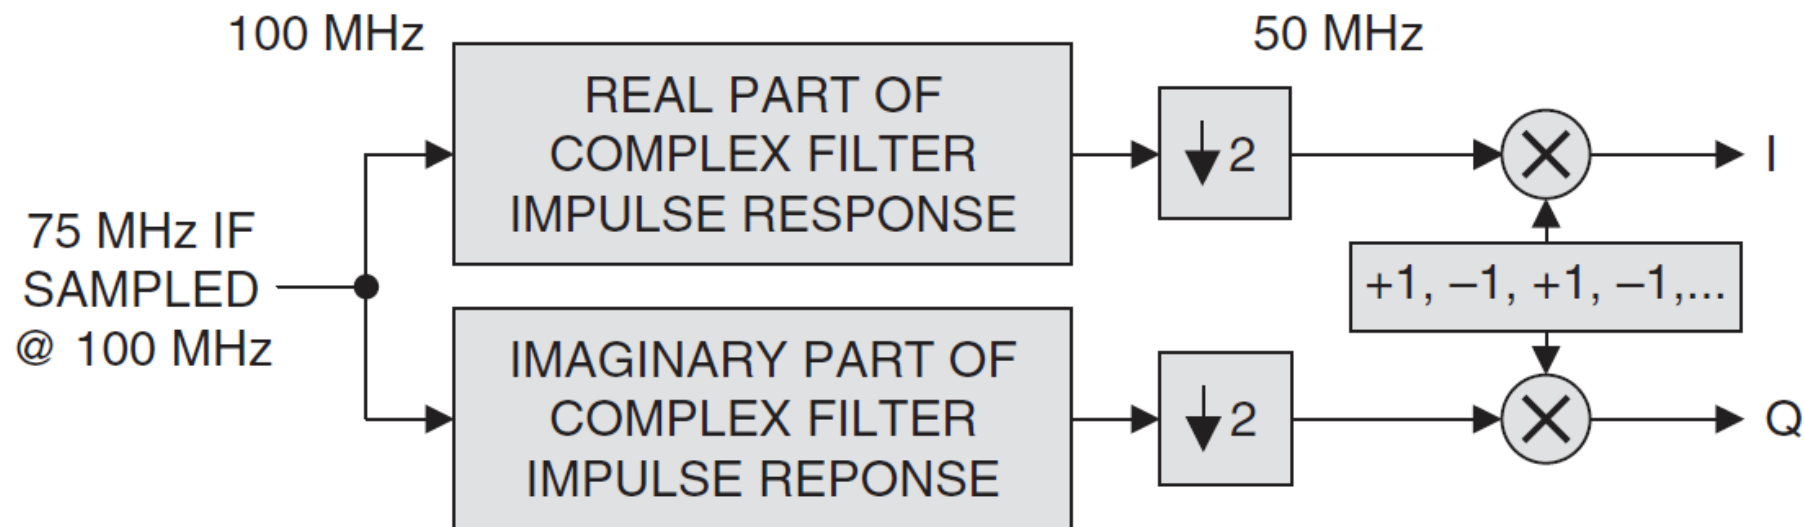 100 MHz
50 MHz
REAL PART OF
COMPLEX FILTER
IMPULSE RESPONSE
2
I
75 MHz IF
SAMPLED
@ 100 MHz
+1, –1, +1, –1,...
IMAGINARY PART OF
COMPLEX FILTER
IMPULSE REPONSE
2
Q